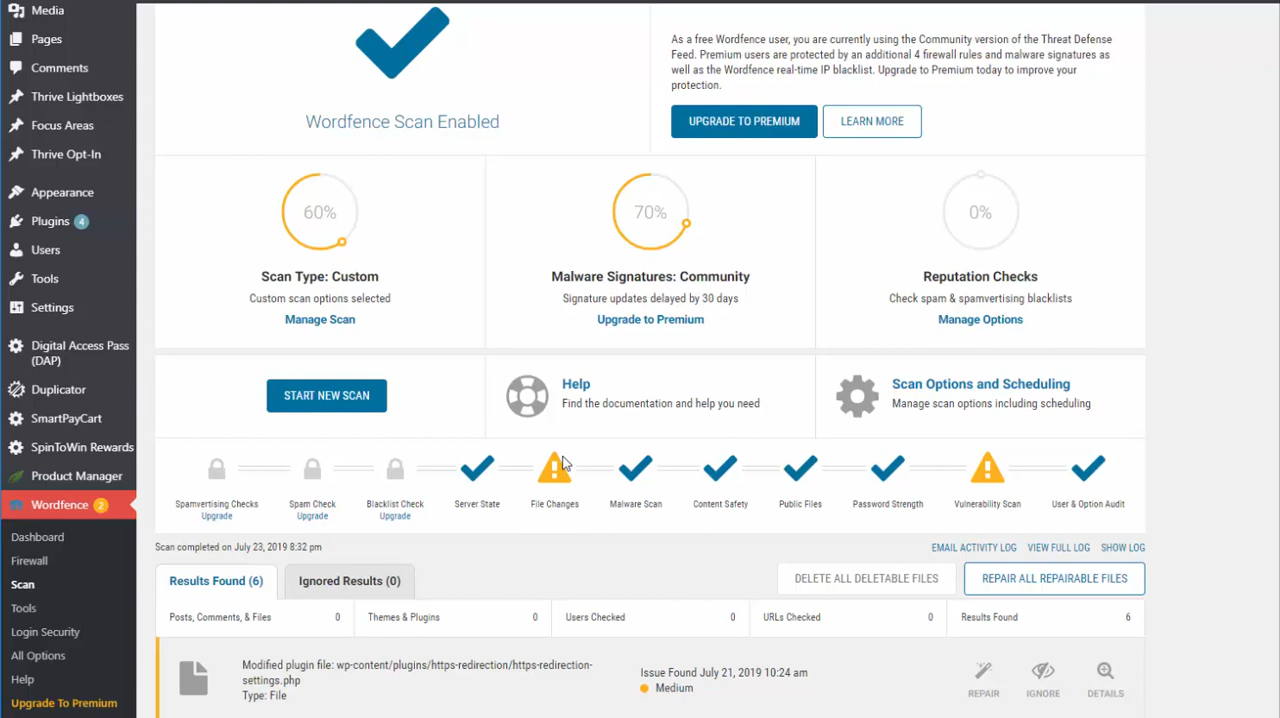 Media
Pages
Comments
Thrive Lightboxes
Focus Areas
Thrive Opt-In
Appearance
Plugins 4
Users
Tools
Settings
Digital Access Pass
(DAP)
Duplicator
SmartPayCart
SpinToWin Rewards
Product Manager
Wordfence 2
Dashboard
Firewall
Scan
Tools
Login Security
All Options
Help
Upgrade To Premium
Wordfence Scan Enabled
As a free Wordfence user, you are currently using the Community version of the Threat Defense
Feed. Premium users are protected by an additional 4 firewall rules and malware signatures as
well as the Wordfence real-time IP blacklist. Upgrade to Premium today to improve your
protection.
UPGRADE TO PREMIUM
LEARN MORE
60%
Scan Type: Custom
Custom scan options selected
Manage Scan
70%
Malware Signatures: Community
Signature updates delayed by 30 days
Upgrade to Premium
0%
Reputation Checks
Check spam & spamvertising blacklists
Manage Options
START NEW SCAN
Help
Find the documentation and help you need
Scan Options and Scheduling
Manage scan options including scheduling
Spamvertising Checks
Upgrade
Spam Check
Upgrade
Blacklist Check
Upgrade
Server State
File Changes
Malware Scan
Content Safety
Public Files
Password Strength
Vulnerability Scan
User & Option Audit
Scan completed on July 23, 2019 8:32 pm
EMAIL ACTIVITY LOG VIEW FULL LOG SHOW LOG
Results Found (6)
Ignored Results (0)
DELETE ALL DELETABLE FILES
REPAIR ALL REPAIRABLE FILES
Posts, Comments, & Files 0
Themes & Plugins 0
Users Checked 0
URLs Checked 0
Results Found 6
Modified plugin file: wp-content/plugins/https-redirection/https-redirection-
settings.php
Type: File
Issue Found July 21, 2019 10:24 am
Medium
REPAIR
IGNORE
DETAILS